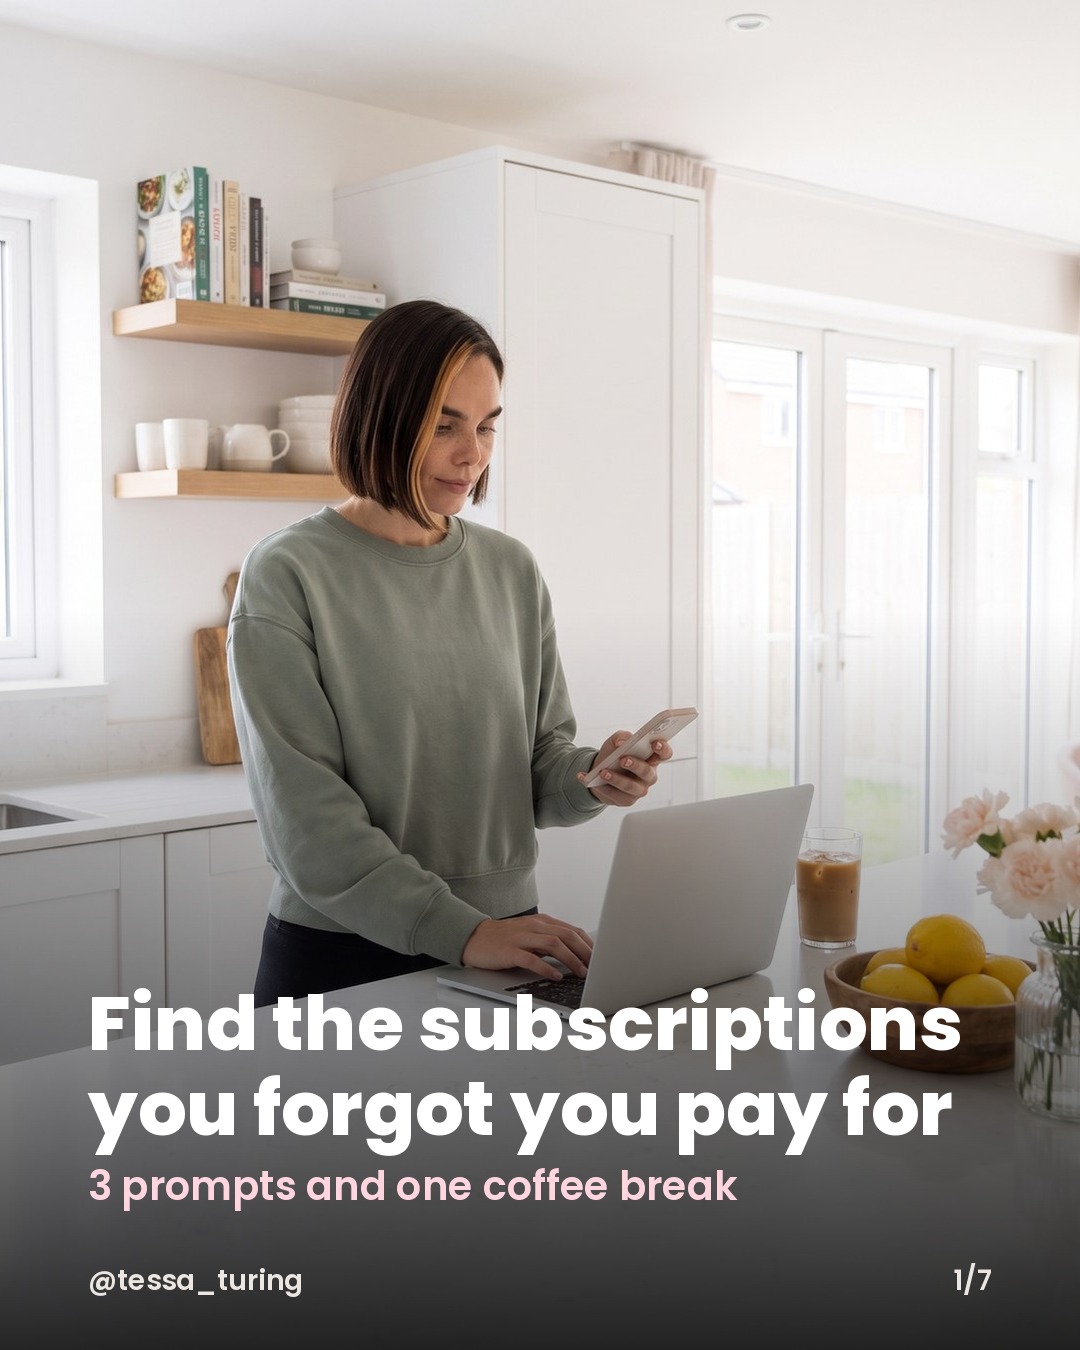 Find the subscriptions
you forgot you pay for
3 prompts and one coffee break
@tessa_turing
1/7